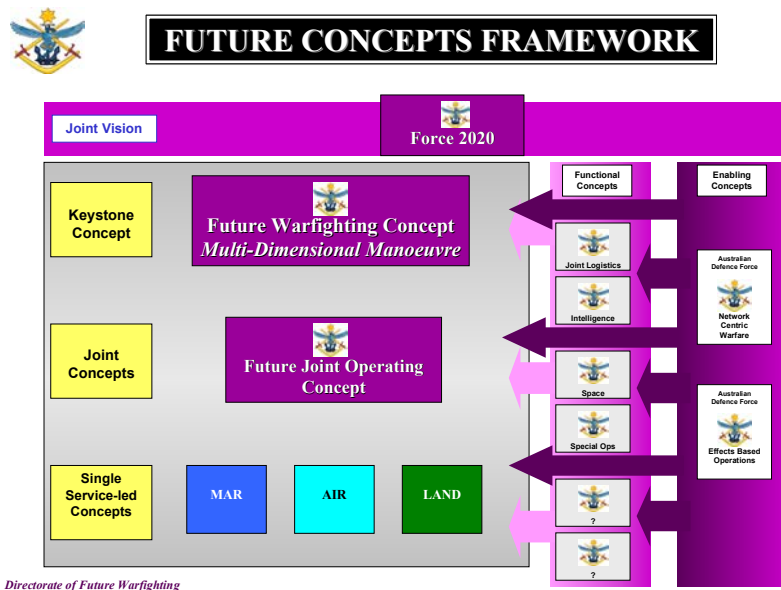 FUTURE CONCEPTS FRAMEWORK
Joint Vision
Force 2020
Keystone
Concept
Future Warfighting Concept
Multi-Dimensional Manoeuvre
Joint
Concepts
Future Joint Operating
Concept
Single
Service-led
Concepts
MAR
AIR
LAND
Functional
Concepts
Joint Logistics
Intelligence
Space
Special Ops
?
?
Enabling
Concepts
Australian
Defence Force
Network
Centric
Warfare
Australian
Defence Force
Effects Based
Operations
Directorate of Future Warfighting